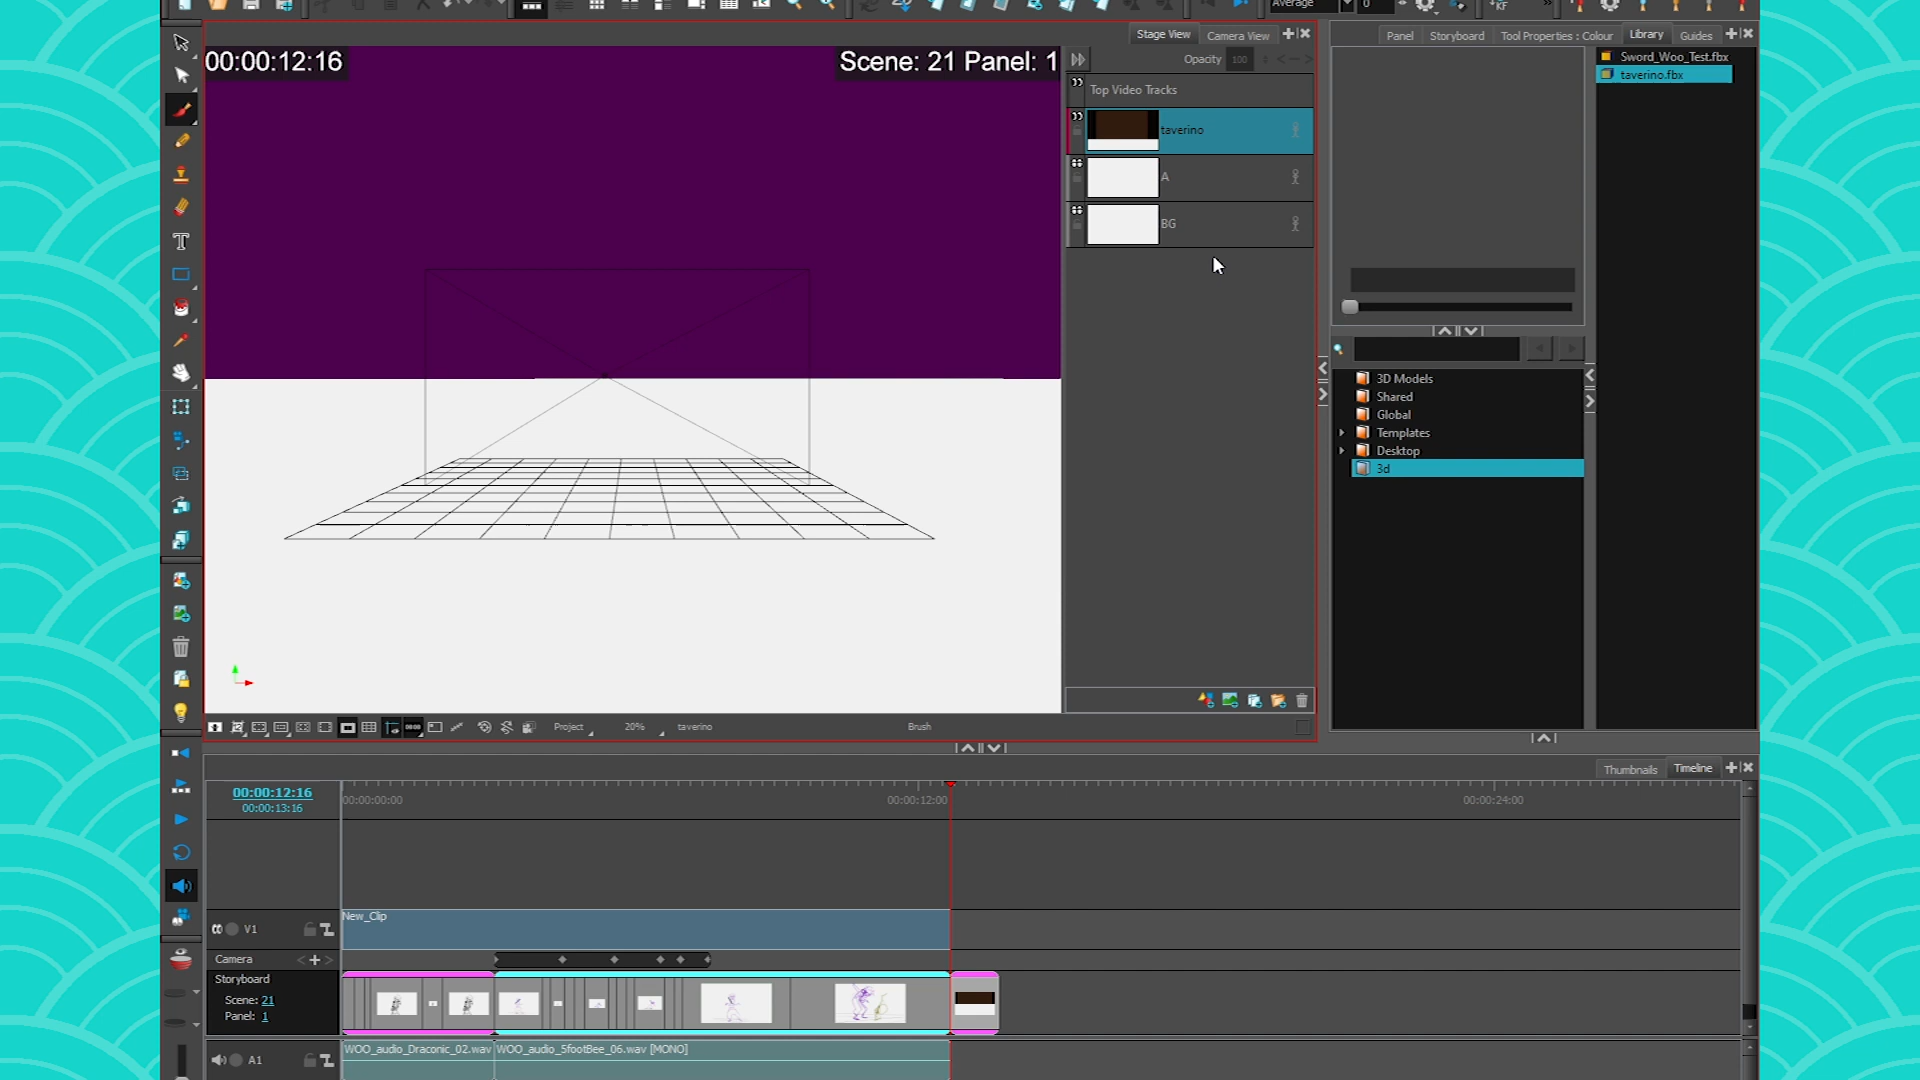 Average
0
KF
Stage View
Camera View
Panel
Storyboard
Tool Properties : Colour
Library
Guides
00:00:12:16
Scene: 21 Panel: 1
Opacity
100
Top Video Tracks
taverino
A
BG
Sword_Woo_Test.fbx
taverino.fbx
3D Models
Shared
Global
Templates
Desktop
3d
Project
20%
taverino
Brush
Thumbnails
Timeline
00:00:12:16
00:00:13:16
00:00:00:00
00:00:12:00
00:00:24:00
V1
New_Clip
Camera
Storyboard
Scene: 21
Panel: 1
A1
WOO_audio_Draconic_02.wav
WOO_audio_5footBee_06.wav [MONO]